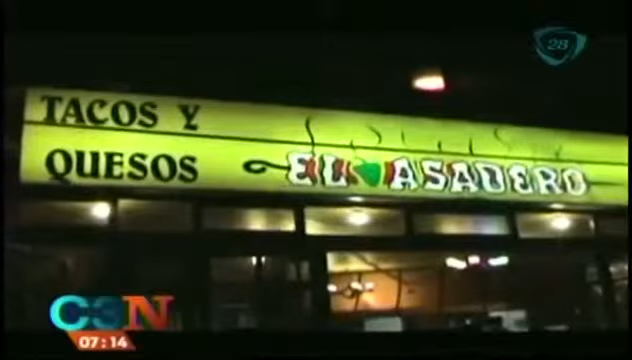 28
TACOS Y
QUESOS
EL ASADERO
C3N
07:14